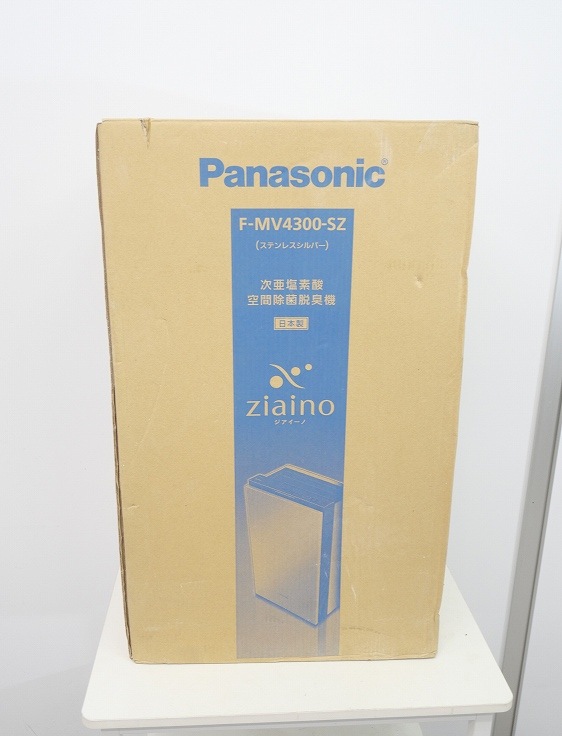 Panasonic®
F-MV4300-SZ
(ステンレスシルバー)
次亜塩素酸
空間除菌脱臭機
日本製
ziaino
ジアイーノ